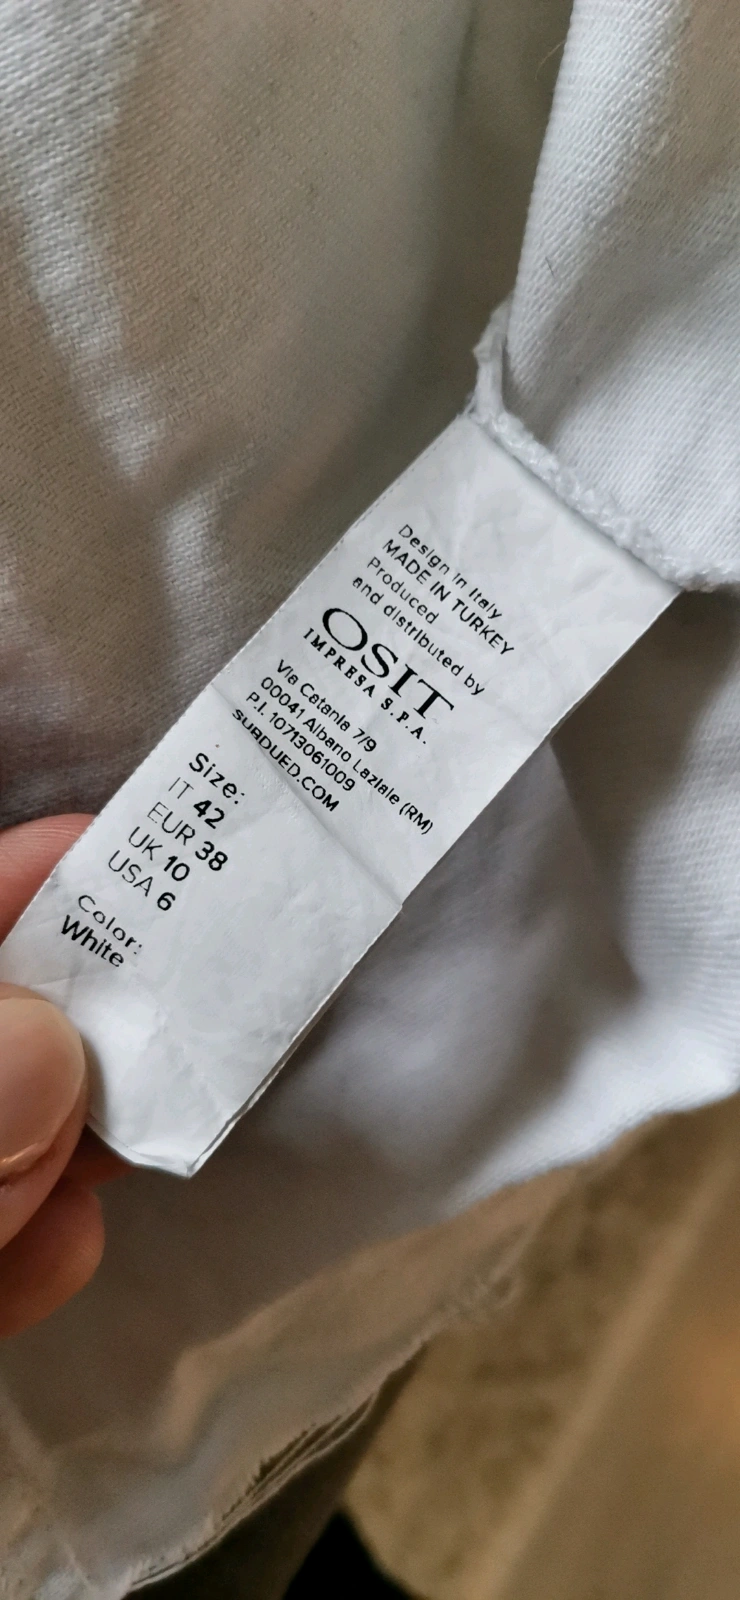 Design in Italy
MADE IN TURKEY
Produced
and distributed by
OSIT
IMPRESA S.P.A.
Via Catania 7/9
00041 Albano Laziale (RM)
P.I. 10713061009
SUBDUED.COM
Size:
IT 42
EUR 38
UK 10
USA 6
Color:
White